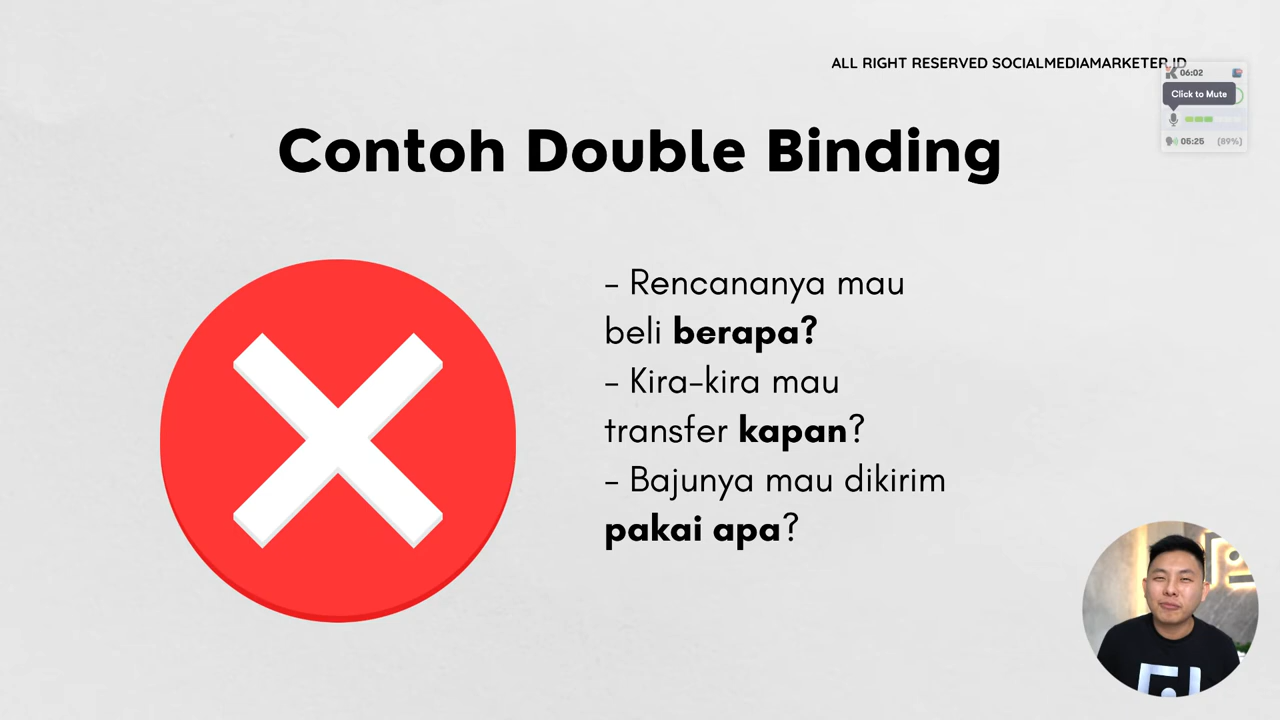 ALL RIGHT RESERVED SOCIALMEDIAMARKETER.ID
06:02
Click to Mute
05:25 (89%)
Contoh Double Binding
- Rencananya mau
beli berapa?
- Kira-kira mau
transfer kapan?
- Bajunya mau dikirim
pakai apa?